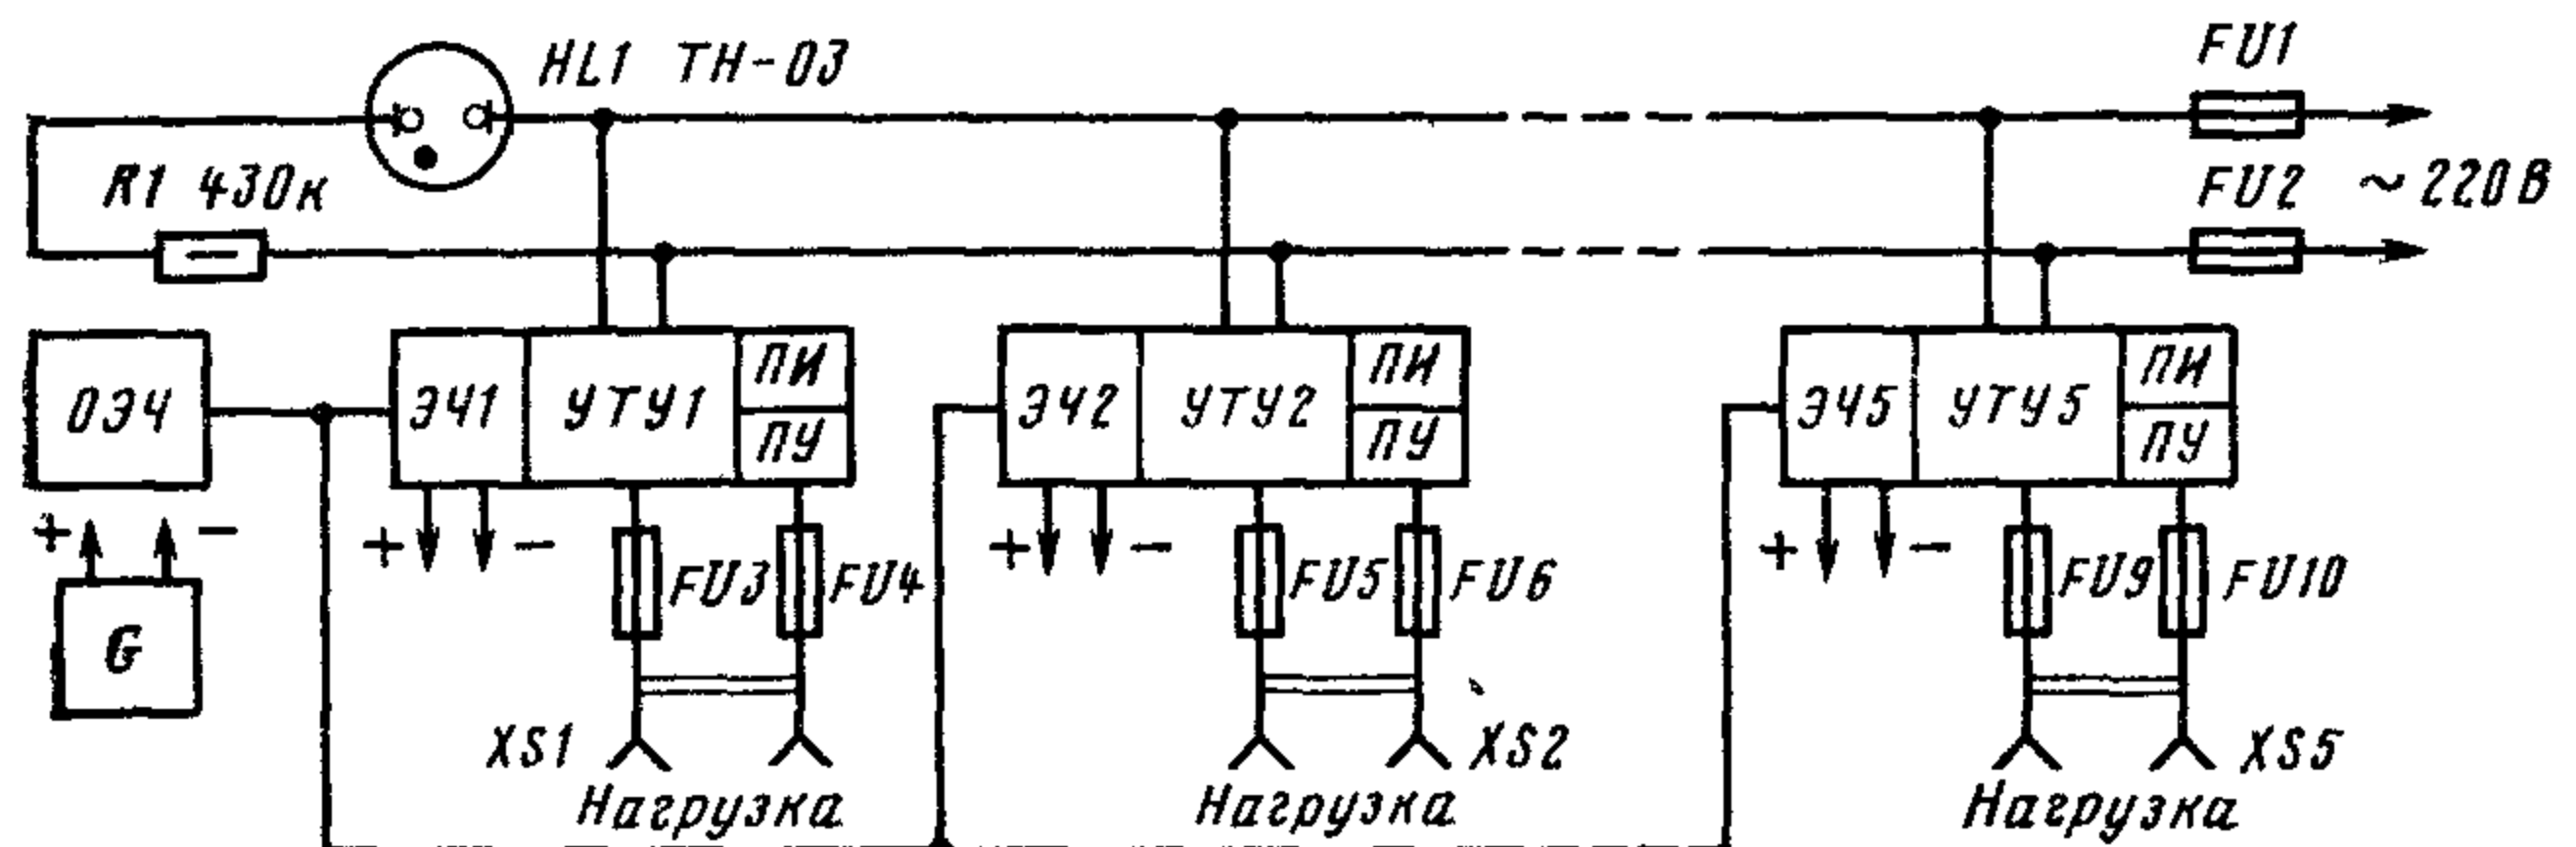 HL1 ТН-03
FU1
R1 430к
FU2 ~220В
ОЭЧ
ЭЧ1 УТУ1 ПИ ПУ
ЭЧ2 УТУ2 ПИ ПУ
ЭЧ5 УТУ5 ПИ ПУ
+ -
+ -
+ -
+ -
G
FU3 FU4
FU5 FU6
FU9 FU10
XS1
XS2
XS5
Нагрузка
Нагрузка
Нагрузка